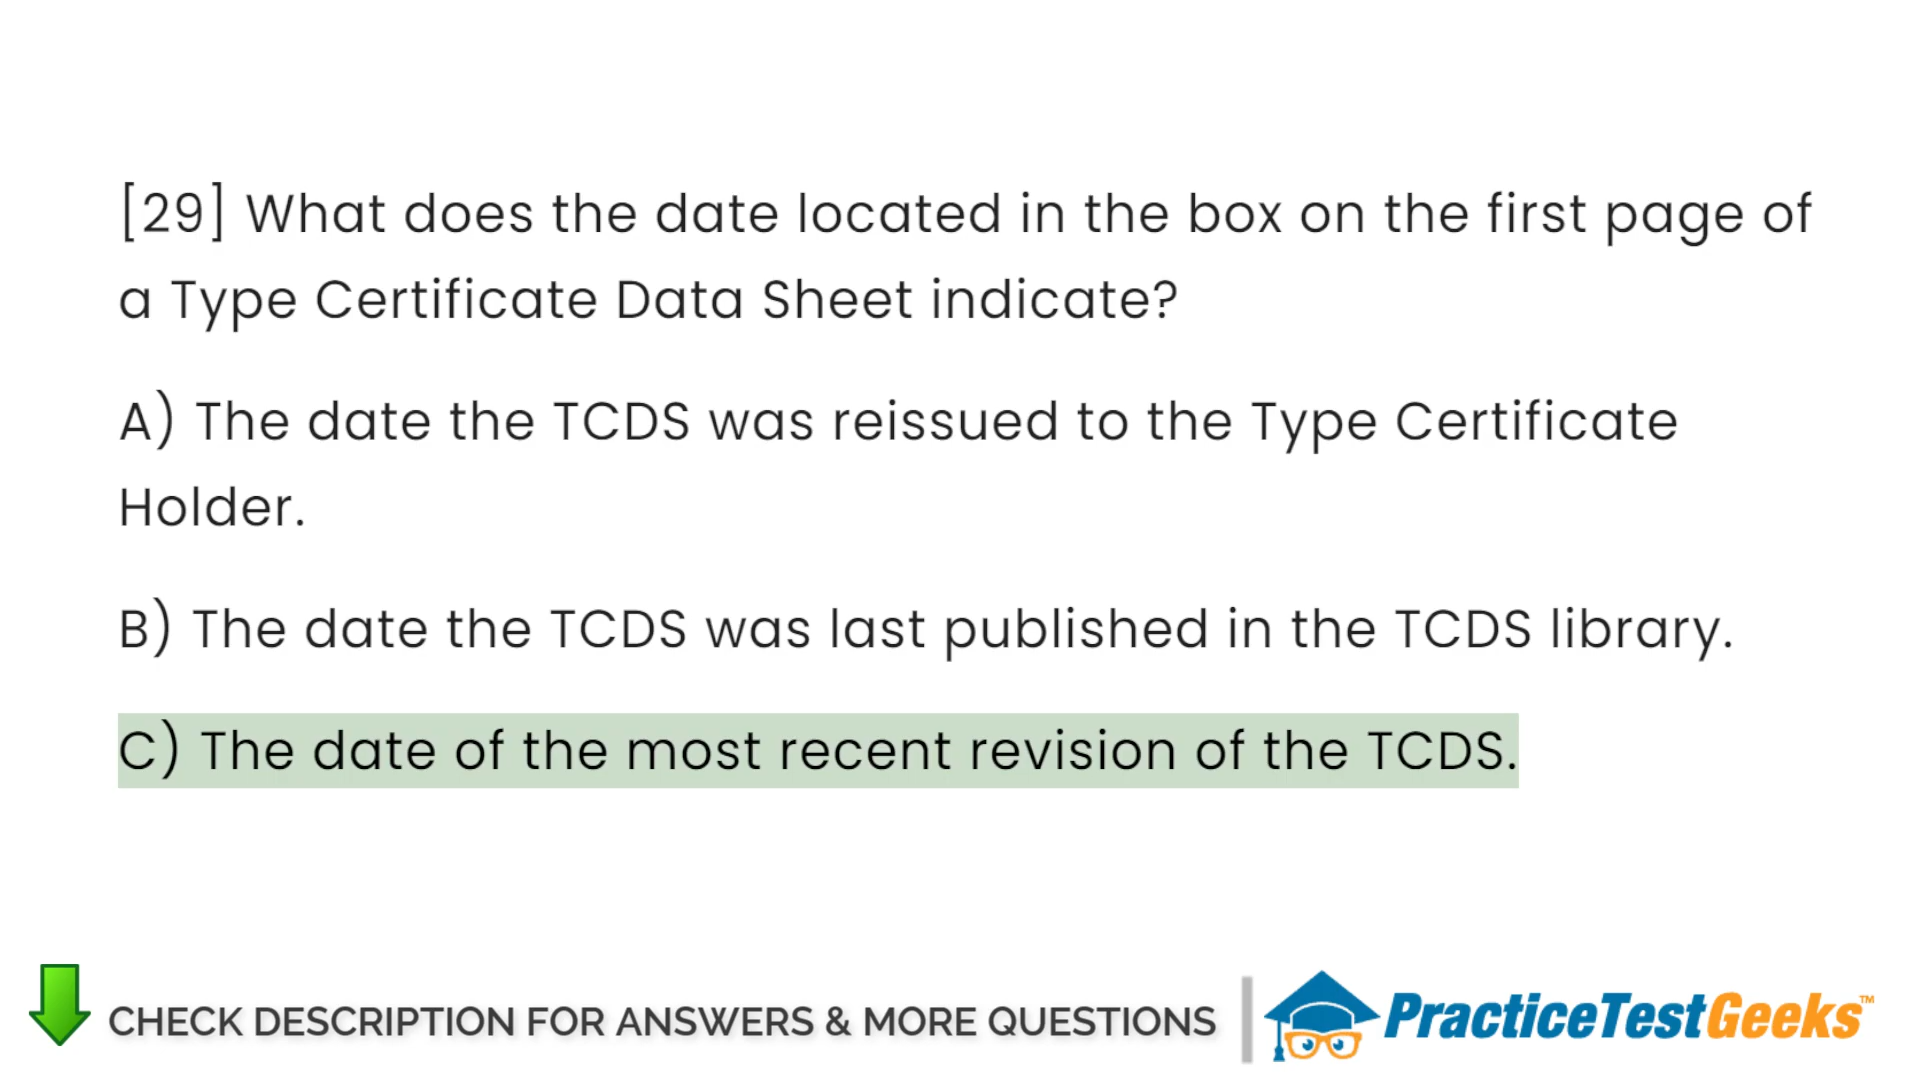 [29] What does the date located in the box on the first page of
a Type Certificate Data Sheet indicate?
A) The date the TCDS was reissued to the Type Certificate
Holder.
B) The date the TCDS was last published in the TCDS library.
C) The date of the most recent revision of the TCDS.
CHECK DESCRIPTION FOR ANSWERS & MORE QUESTIONS
PracticeTestGeeks™